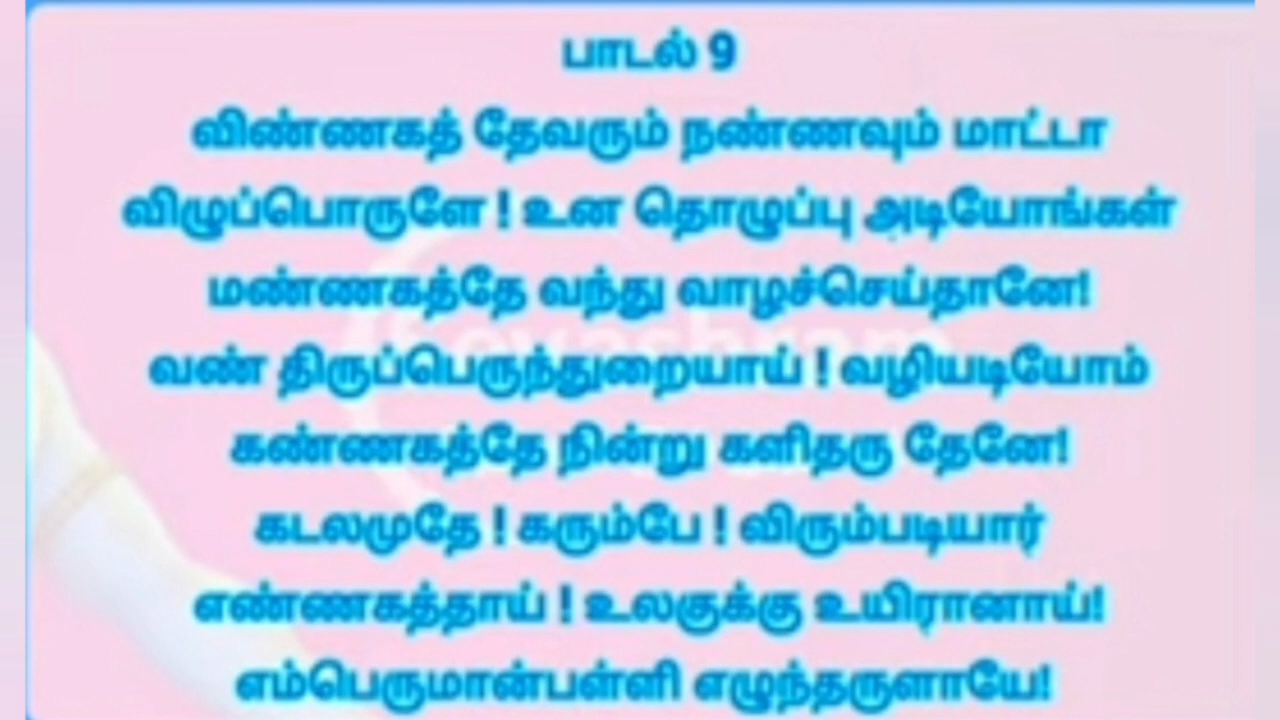 பாடல் 9
விண்ணகத் தேவரும் நண்ணவும் மாட்டா
விழுப்பொருளே ! உன தொழுப்பு அடியோங்கள்
மண்ணகத்தே வந்து வாழச்செய்தானே!
வண் திருப்பெருந்துறையாய் ! வழியடியோம்
கண்ணகத்தே நின்று களிதரு தேனே!
கடலமுதே ! கரும்பே ! விரும்படியார்
எண்ணகத்தாய் ! உலகுக்கு உயிரானாய்!
எம்பெருமான்பள்ளி எழுந்தருளாயே!